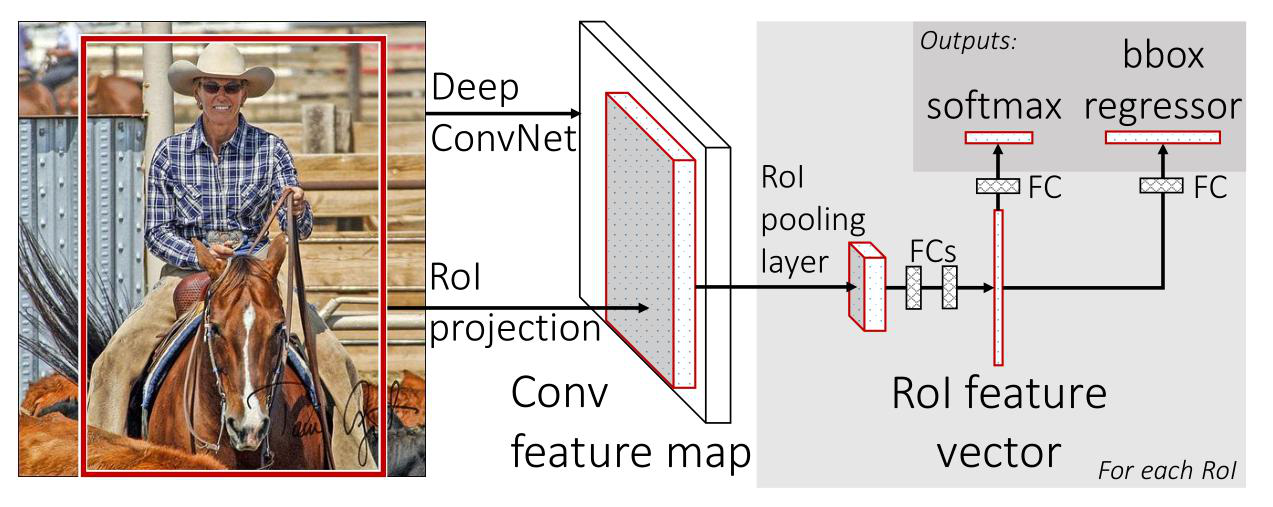 Deep
ConvNet
RoI
projection
Conv
feature map
RoI
pooling
layer
FCs
RoI feature
vector
For each RoI
Outputs:
softmax
bbox
regressor
FC
FC